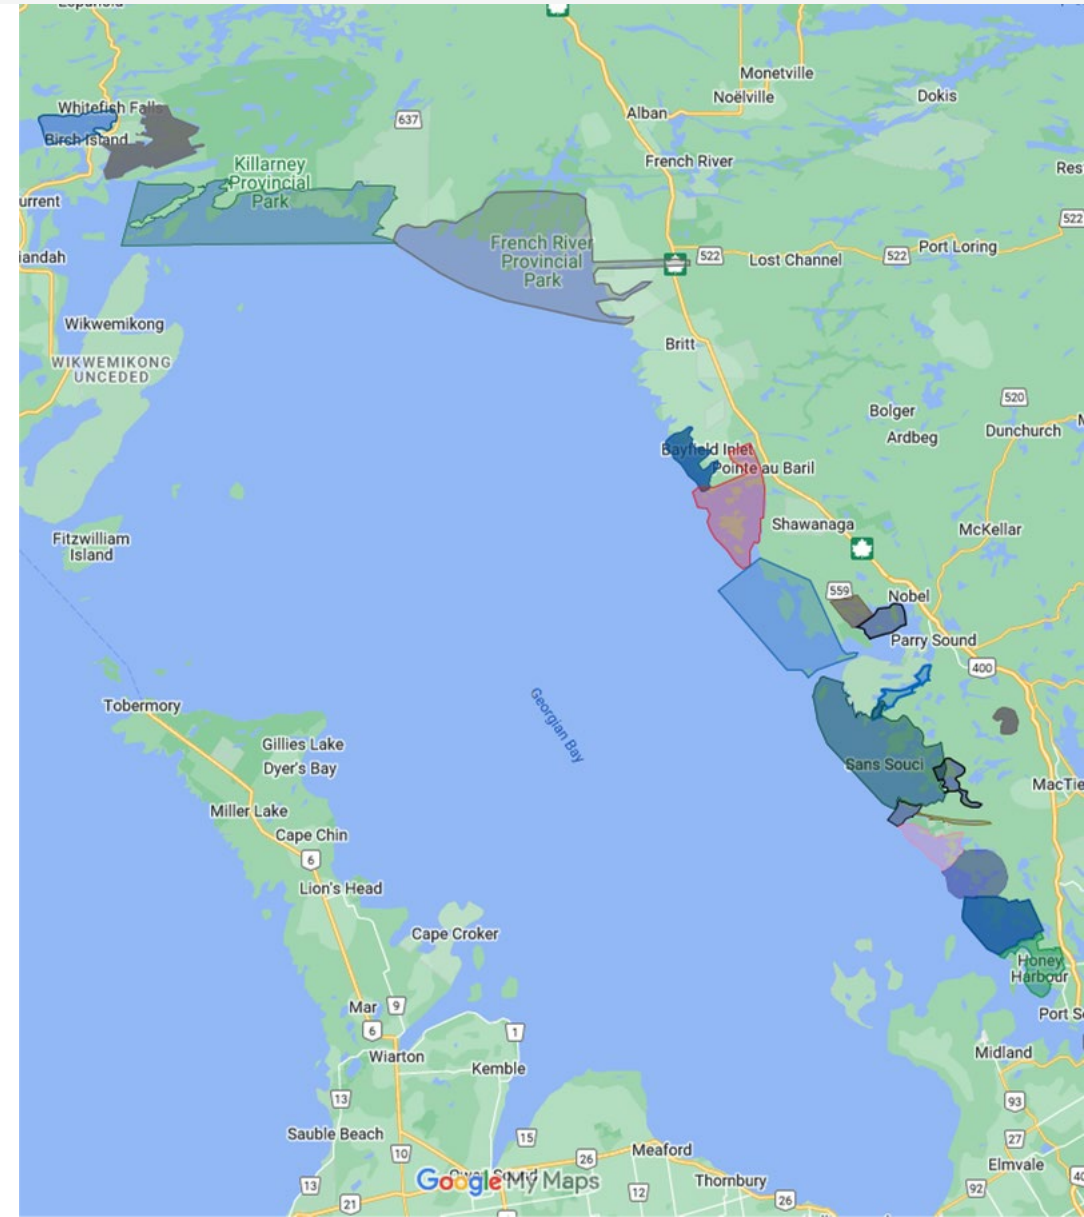 Whitefish Falls
Birch Island
637
Killarney
Provincial
Park
Monetville
Noëlville
Alban
Dokis
French River
522
French River
Provincial
Park
522
Lost Channel
522
Port Loring
Wikwemikong
WIKWEMIKONG
UNCEDED
Britt
520
Bolger
Ardbeg
Dunchurch
Bayfield Inlet
Pointe au Baril
Shawanaga
McKellar
Fitzwilliam
Island
559
Nobel
Parry Sound
400
Tobermory
Georgian Bay
Gillies Lake
Dyer's Bay
Sans Souci
Miller Lake
Cape Chin
6
Lion's Head
Cape Croker
Honey
Harbour
Mar
9
6
1
Wiarton
Kemble
Midland
13
93
Sauble Beach
15
27
10
26
Meaford
Elmvale
13
Google My Maps
Thornbury
92
21
12
26